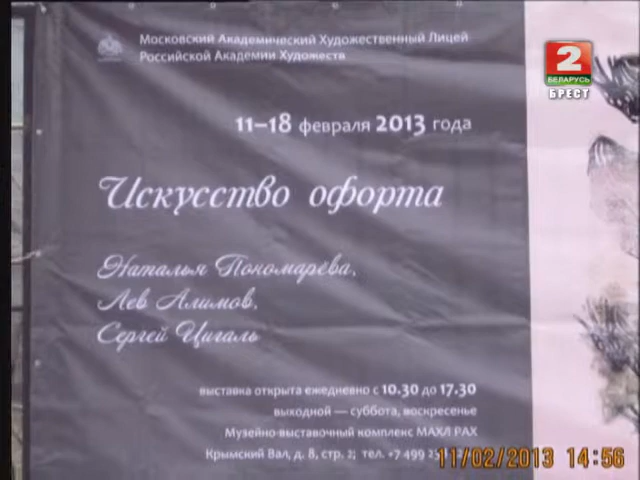 Московский Академический Художественный Лицей
Российской Академии Художеств
2
БЕЛАРУСЬ
БРЕСТ
11–18 февраля 2013 года
Искусство офорта
Наталья Пономарёва,
Лев Алимов,
Сергей Цигаль
выставка открыта ежедневно с 10.30 до 17.30
выходной — суббота, воскресенье
Музейно-выставочный комплекс МАХЛ РАХ
Крымский Вал, д. 8, стр. 2; тел. +7 499
11/02/2013 14:56